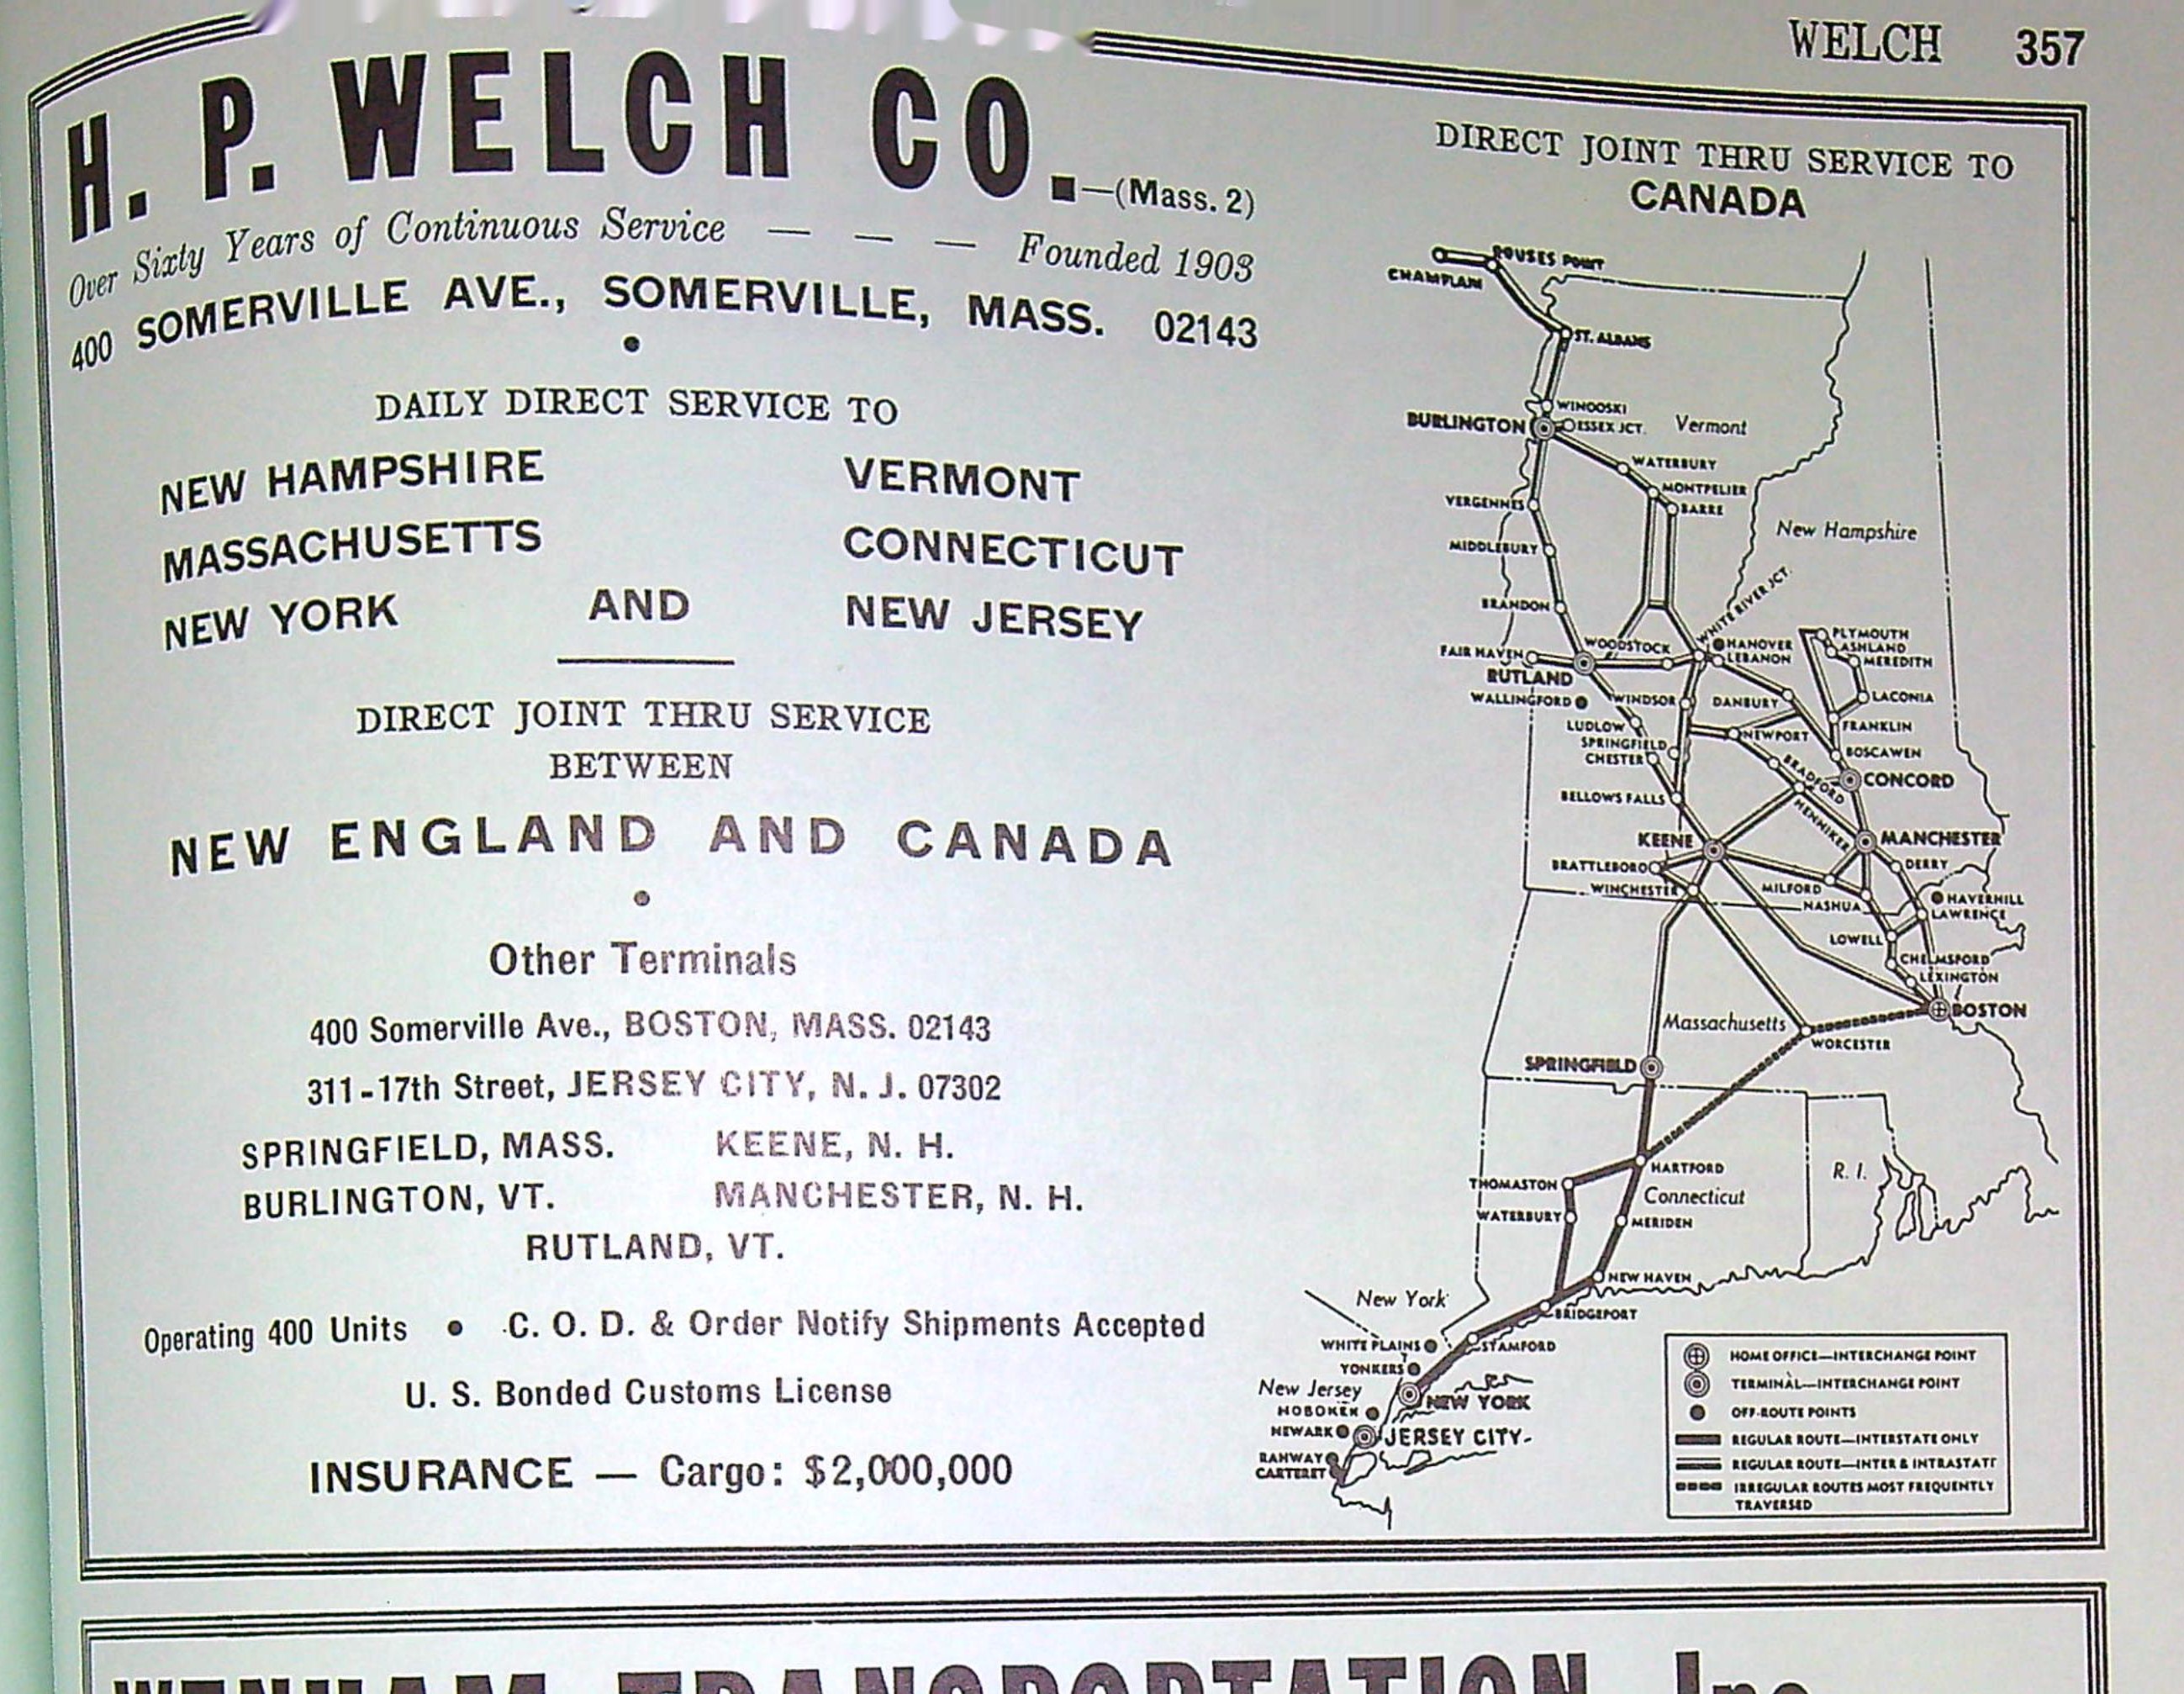 WELCH 357
H. P. WELCH CO. ■—(Mass. 2)
Over Sixty Years of Continuous Service — — — Founded 1903
400 SOMERVILLE AVE., SOMERVILLE, MASS. 02143
•
DAILY DIRECT SERVICE TO
NEW HAMPSHIRE VERMONT
MASSACHUSETTS CONNECTICUT
NEW YORK AND NEW JERSEY
DIRECT JOINT THRU SERVICE
BETWEEN
NEW ENGLAND AND CANADA
•
Other Terminals
400 Somerville Ave., BOSTON, MASS. 02143
311-17th Street, JERSEY CITY, N. J. 07302
SPRINGFIELD, MASS. KEENE, N. H.
BURLINGTON, VT. MANCHESTER, N. H.
RUTLAND, VT.
Operating 400 Units • C. O. D. & Order Notify Shipments Accepted
U. S. Bonded Customs License
INSURANCE — Cargo: $2,000,000
DIRECT JOINT THRU SERVICE TO
CANADA
ROUSES POINT
CHAMPLAIN
ST. ALBANS
WINOOSKI
BURLINGTON ESSEX JCT. Vermont
WATERBURY
MONTPELIER
VERGENNES BARRE
New Hampshire
MIDDLEBURY
WHITE RIVER JCT.
BRANDON
PLYMOUTH
WOODSTOCK HANOVER ASHLAND
FAIR HAVEN LEBANON MEREDITH
RUTLAND
WALLINGFORD WINDSOR DANBURY LACONIA
LUDLOW NEWPORT FRANKLIN
SPRINGFIELD BOSCAWEN
CHESTER
BRADFORD CONCORD
BELLOWS FALLS
HENNIKER
KEENE MANCHESTER
BRATTLEBORO DERRY
WINCHESTER MILFORD
NASHUA HAVERHILL
LAWRENCE
LOWELL
CHELMSFORD
LEXINGTON
BOSTON
Massachusetts
WORCESTER
SPRINGFIELD
HARTFORD R. I.
THOMASTON
Connecticut
WATERBURY MERIDEN
NEW HAVEN
New York
BRIDGEPORT
WHITE PLAINS STAMFORD
YONKERS
New Jersey NEW YORK
HOBOKEN
NEWARK JERSEY CITY
RAHWAY
CARTERET
HOME OFFICE—INTERCHANGE POINT
TERMINAL—INTERCHANGE POINT
OFF-ROUTE POINTS
REGULAR ROUTE—INTERSTATE ONLY
REGULAR ROUTE—INTER & INTRASTATE
IRREGULAR ROUTES MOST FREQUENTLY
TRAVERSED
WENHAM TRANSPORTATION Inc